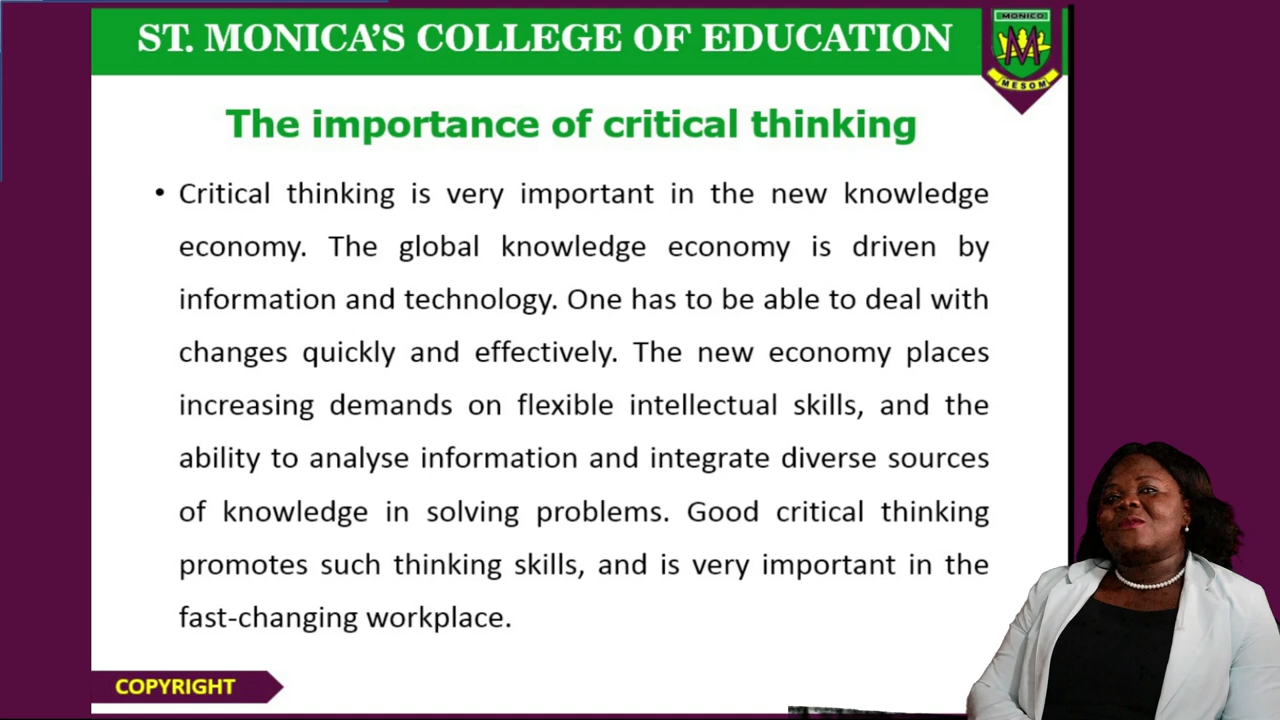 ST. MONICA'S COLLEGE OF EDUCATION
MONICO
M
MESOM
The importance of critical thinking
• Critical thinking is very important in the new knowledge
economy. The global knowledge economy is driven by
information and technology. One has to be able to deal with
changes quickly and effectively. The new economy places
increasing demands on flexible intellectual skills, and the
ability to analyse information and integrate diverse sources
of knowledge in solving problems. Good critical thinking
promotes such thinking skills, and is very important in the
fast-changing workplace.
COPYRIGHT